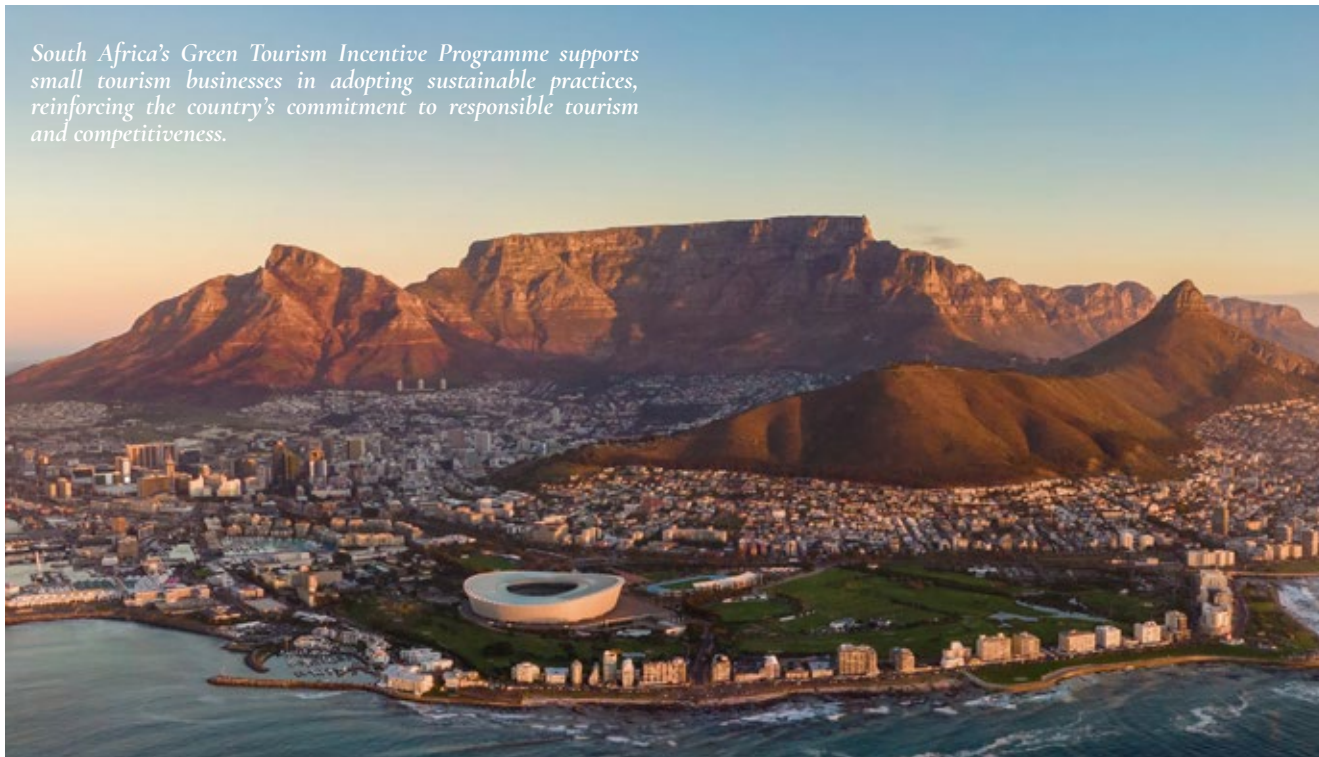 South Africa’s Green Tourism Incentive Programme supports
small tourism businesses in adopting sustainable practices,
reinforcing the country’s commitment to responsible tourism
and competitiveness.